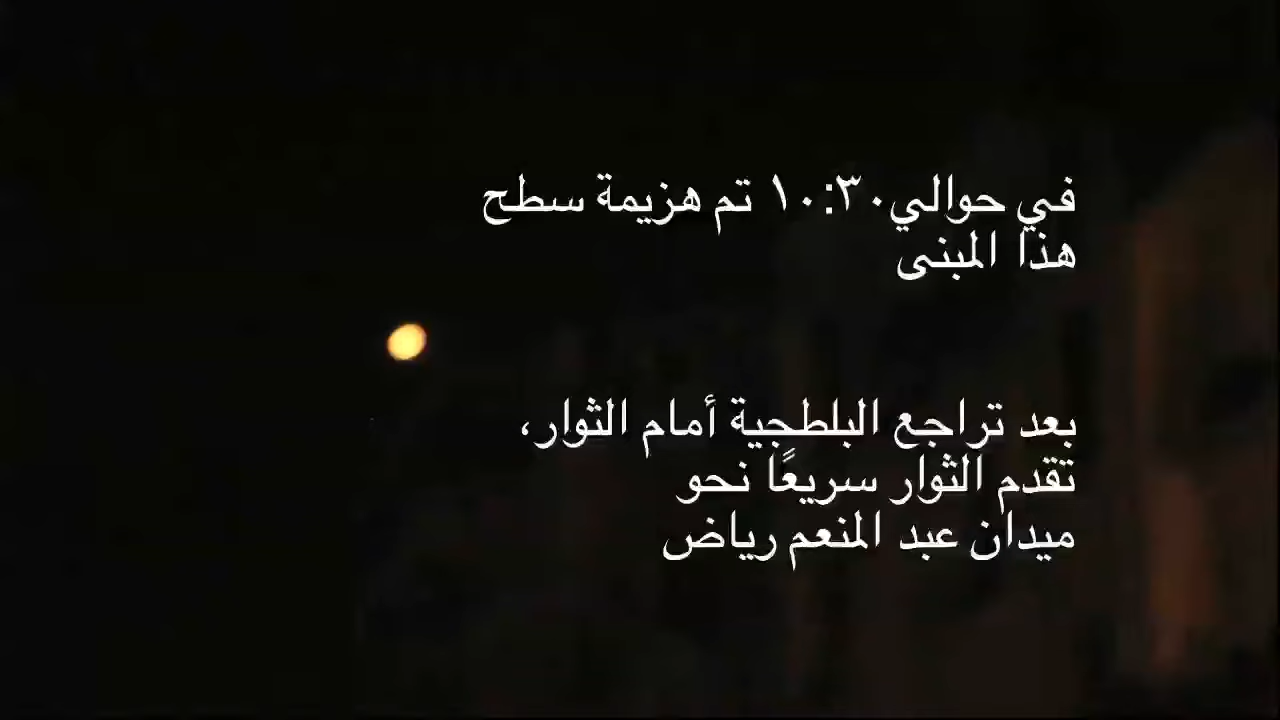 في حوالي١٠:٣٠ تم هزيمة سطح
هذا المبنى
بعد تراجع البلطجية أمام الثوار،
تقدم الثوار سريعًا نحو
ميدان عبد المنعم رياض